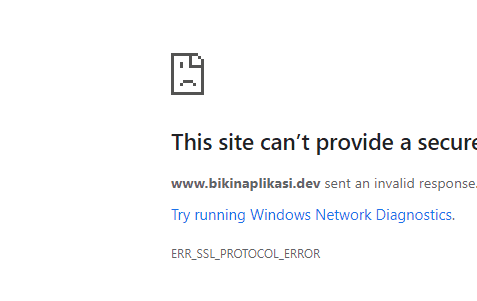 This site can’t provide a secure
www.bikinaplikasi.dev sent an invalid response.
Try running Windows Network Diagnostics.
ERR_SSL_PROTOCOL_ERROR